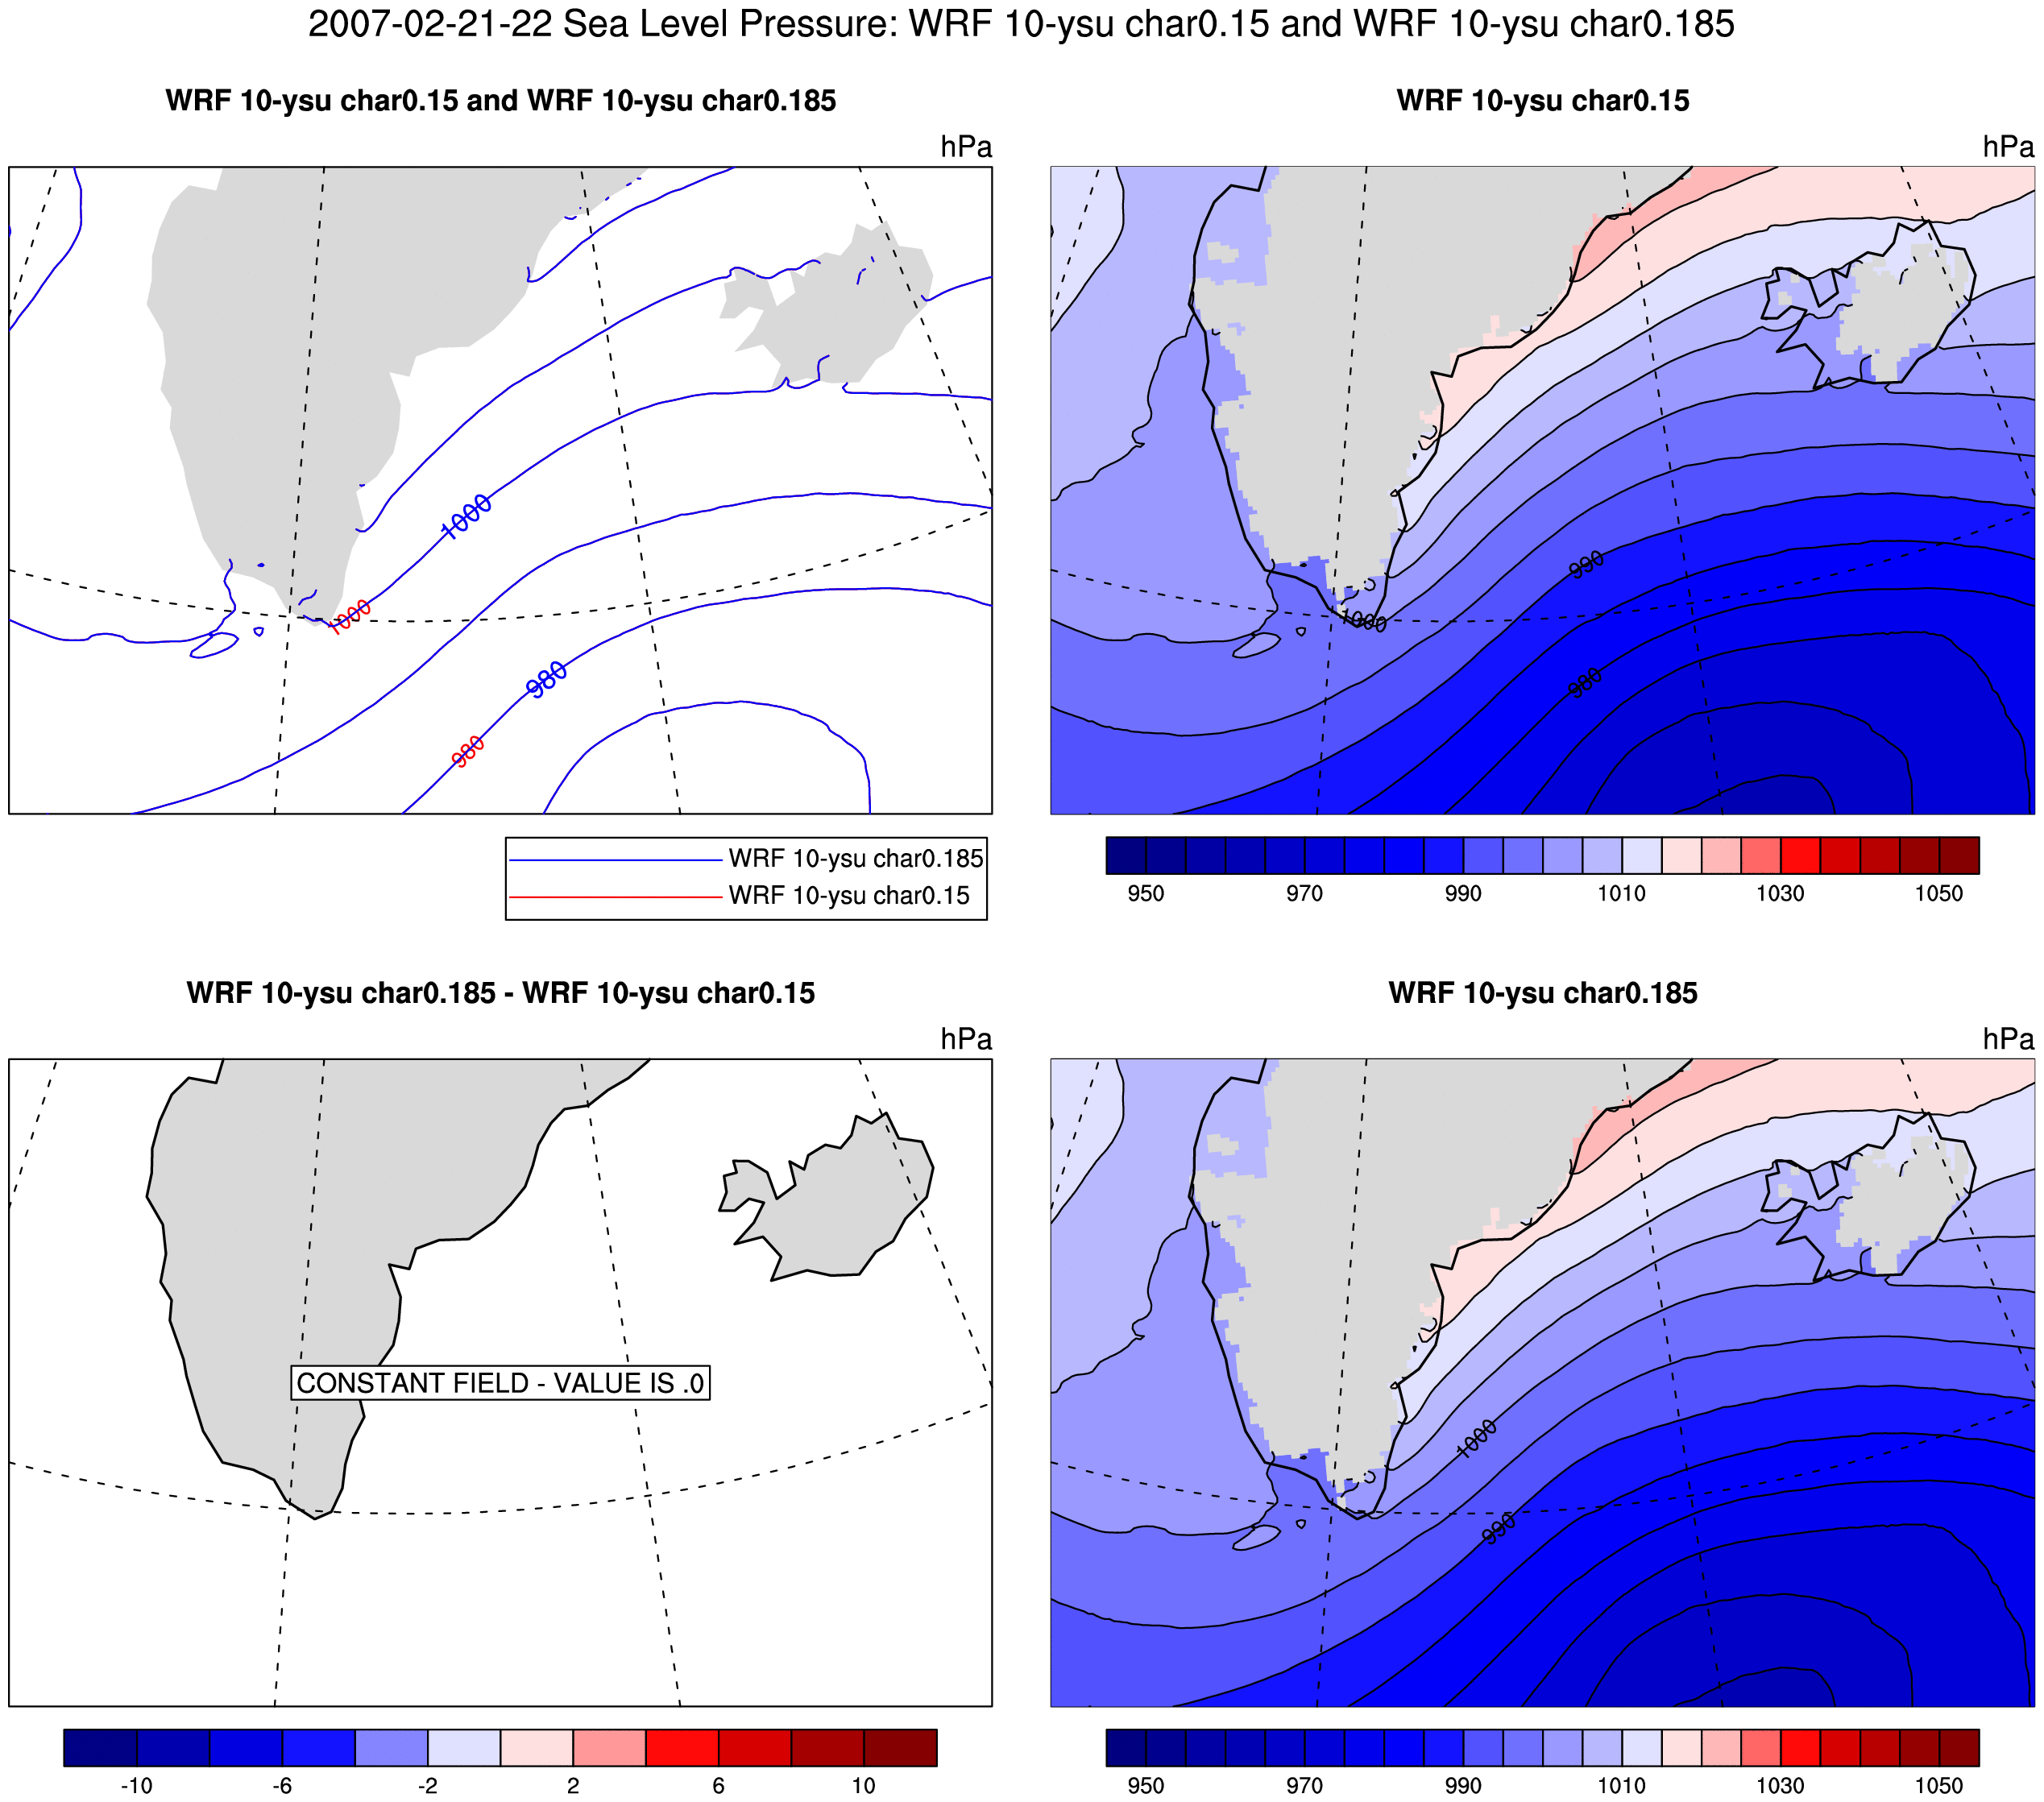 2007-02-21-22 Sea Level Pressure: WRF 10-ysu char0.15 and WRF 10-ysu char0.185
WRF 10-ysu char0.15 and WRF 10-ysu char0.185
hPa
1000
1000
980
980
WRF 10-ysu char0.185
WRF 10-ysu char0.15
WRF 10-ysu char0.15
hPa
990
1000
980
950 970 990 1010 1030 1050
WRF 10-ysu char0.185 - WRF 10-ysu char0.15
hPa
CONSTANT FIELD - VALUE IS .0
-10 -6 -2 2 6 10
WRF 10-ysu char0.185
hPa
1000
990
950 970 990 1010 1030 1050